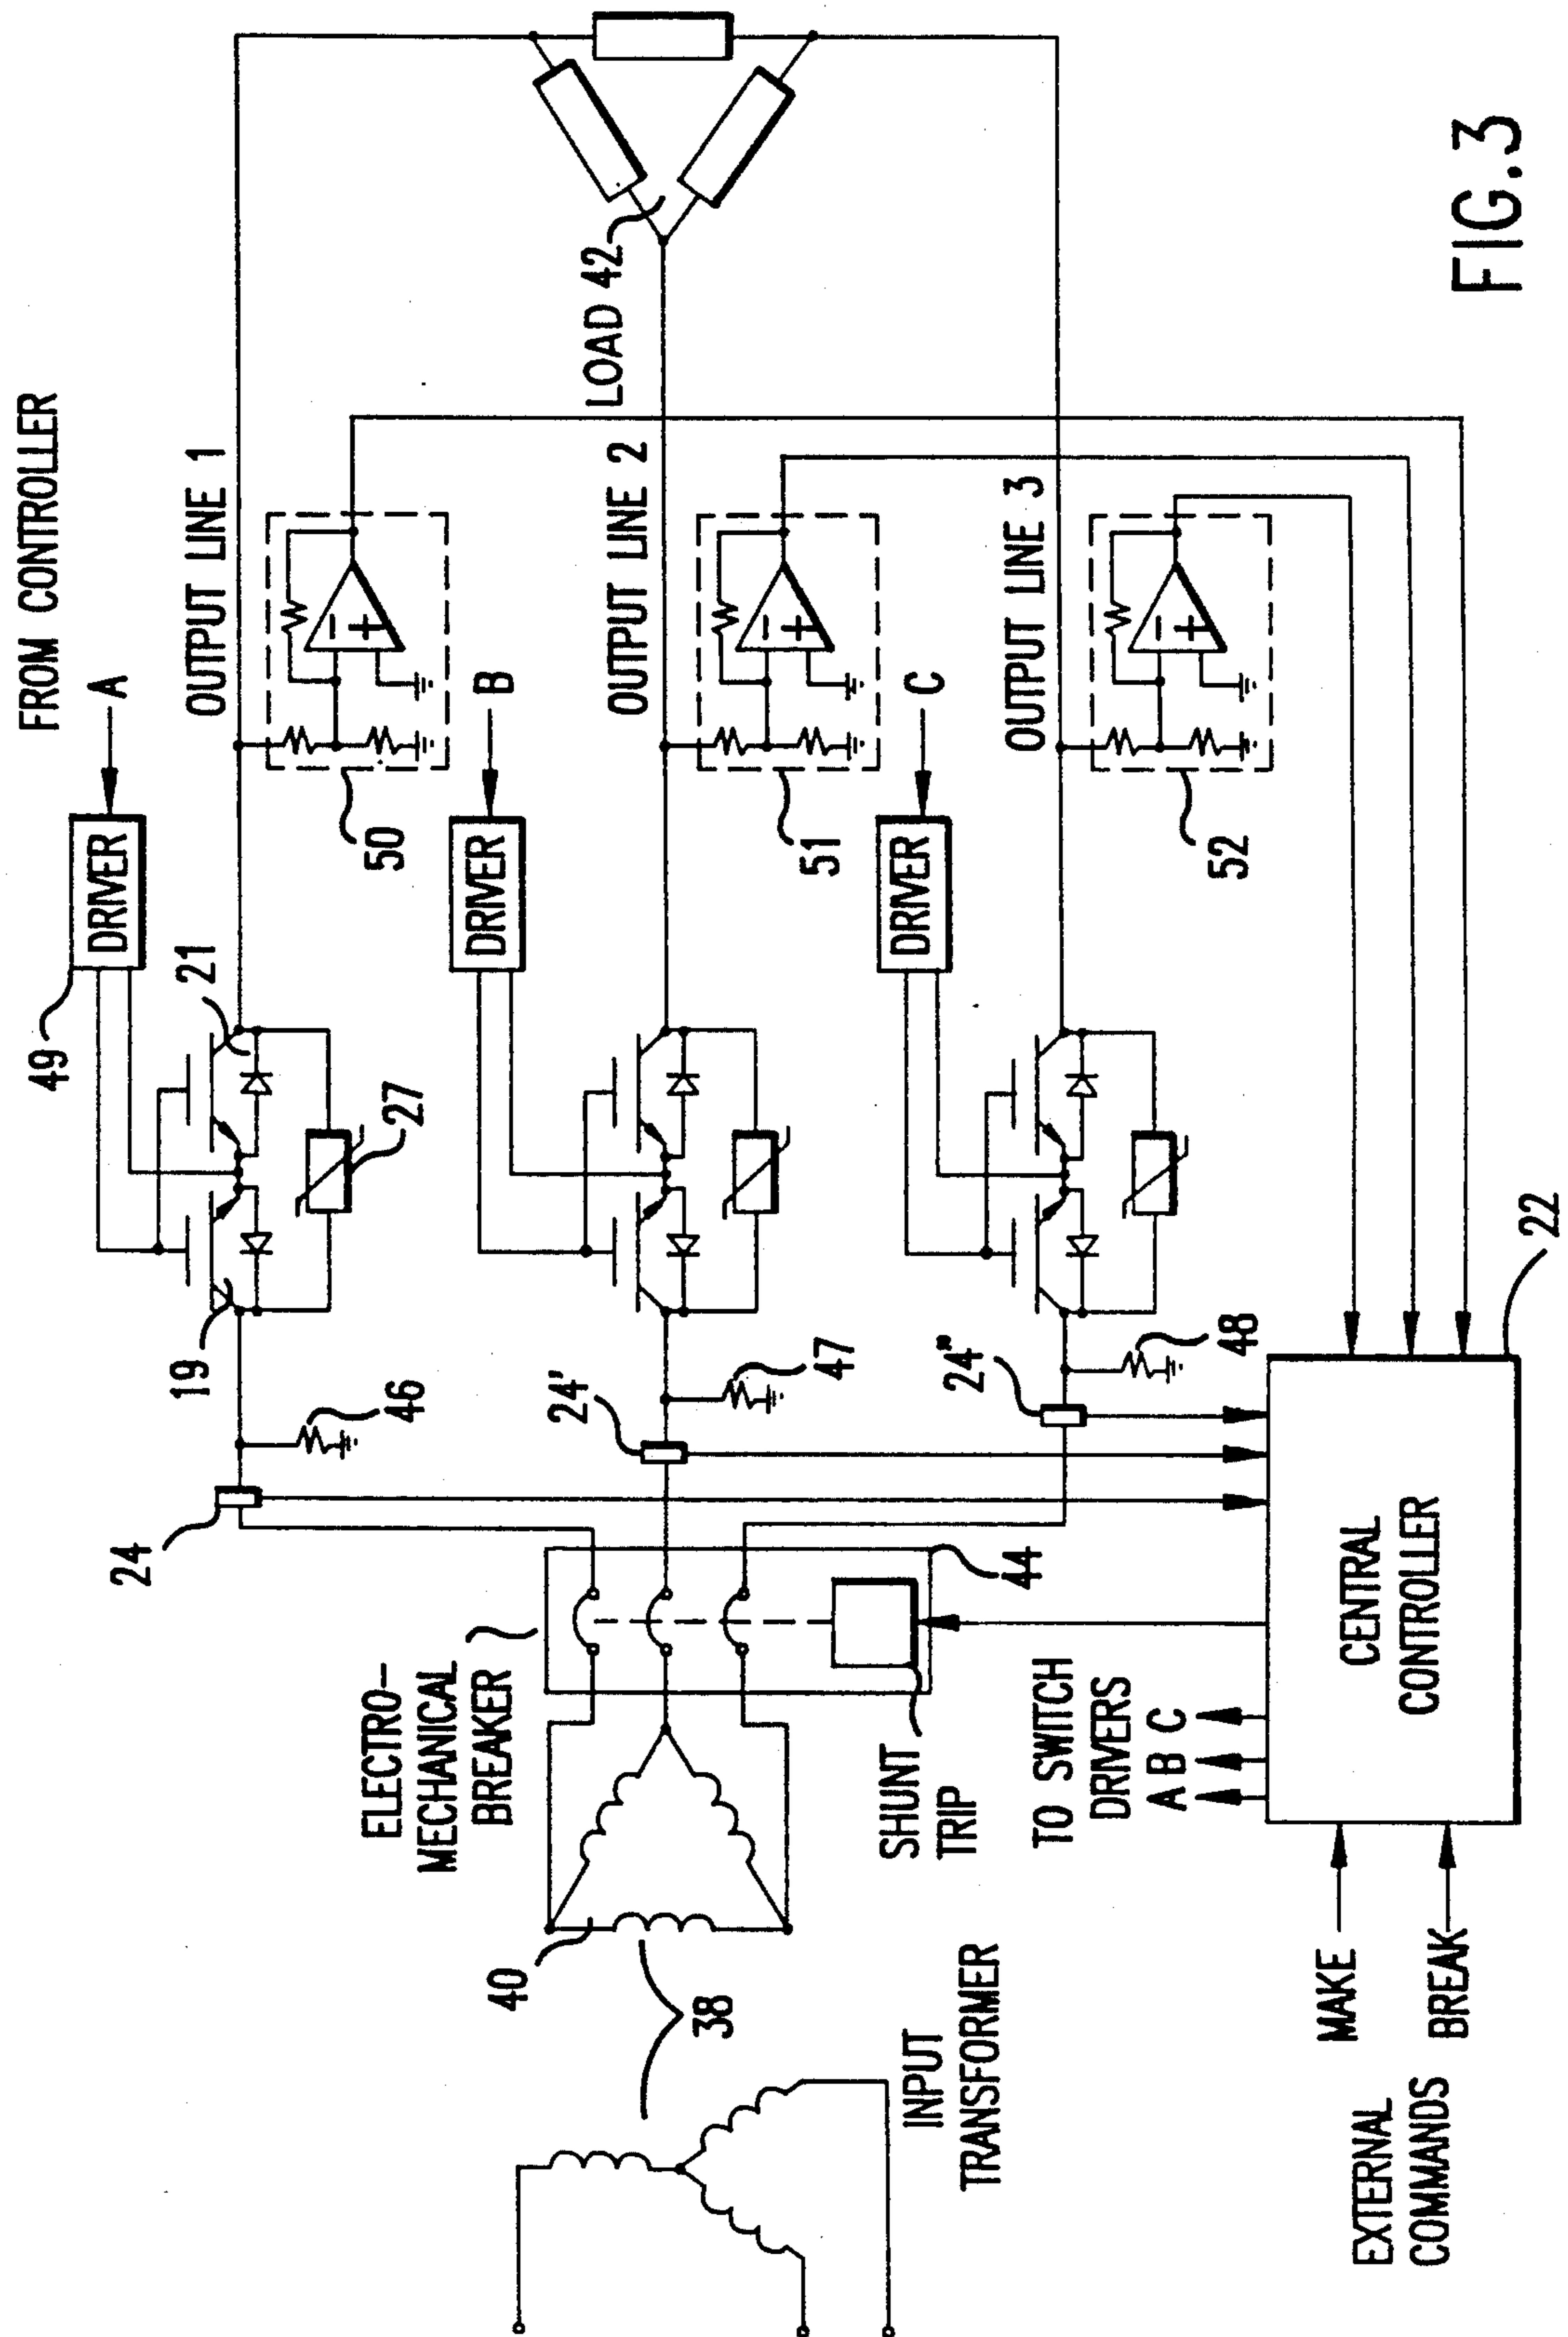 FROM CONTROLLER
49
DRIVER
A
OUTPUT LINE 1
21
19
27
24
46
50
DRIVER
B
OUTPUT LINE 2
LOAD 42
ELECTRO-
MECHANICAL
BREAKER
40
38
24'
47
51
DRIVER
C
OUTPUT LINE 3
INPUT
TRANSFORMER
SHUNT
TRIP
44
24"
48
52
TO SWITCH
DRIVERS
A B C
EXTERNAL
COMMANDS
MAKE
BREAK
CENTRAL
CONTROLLER
22
FIG.3